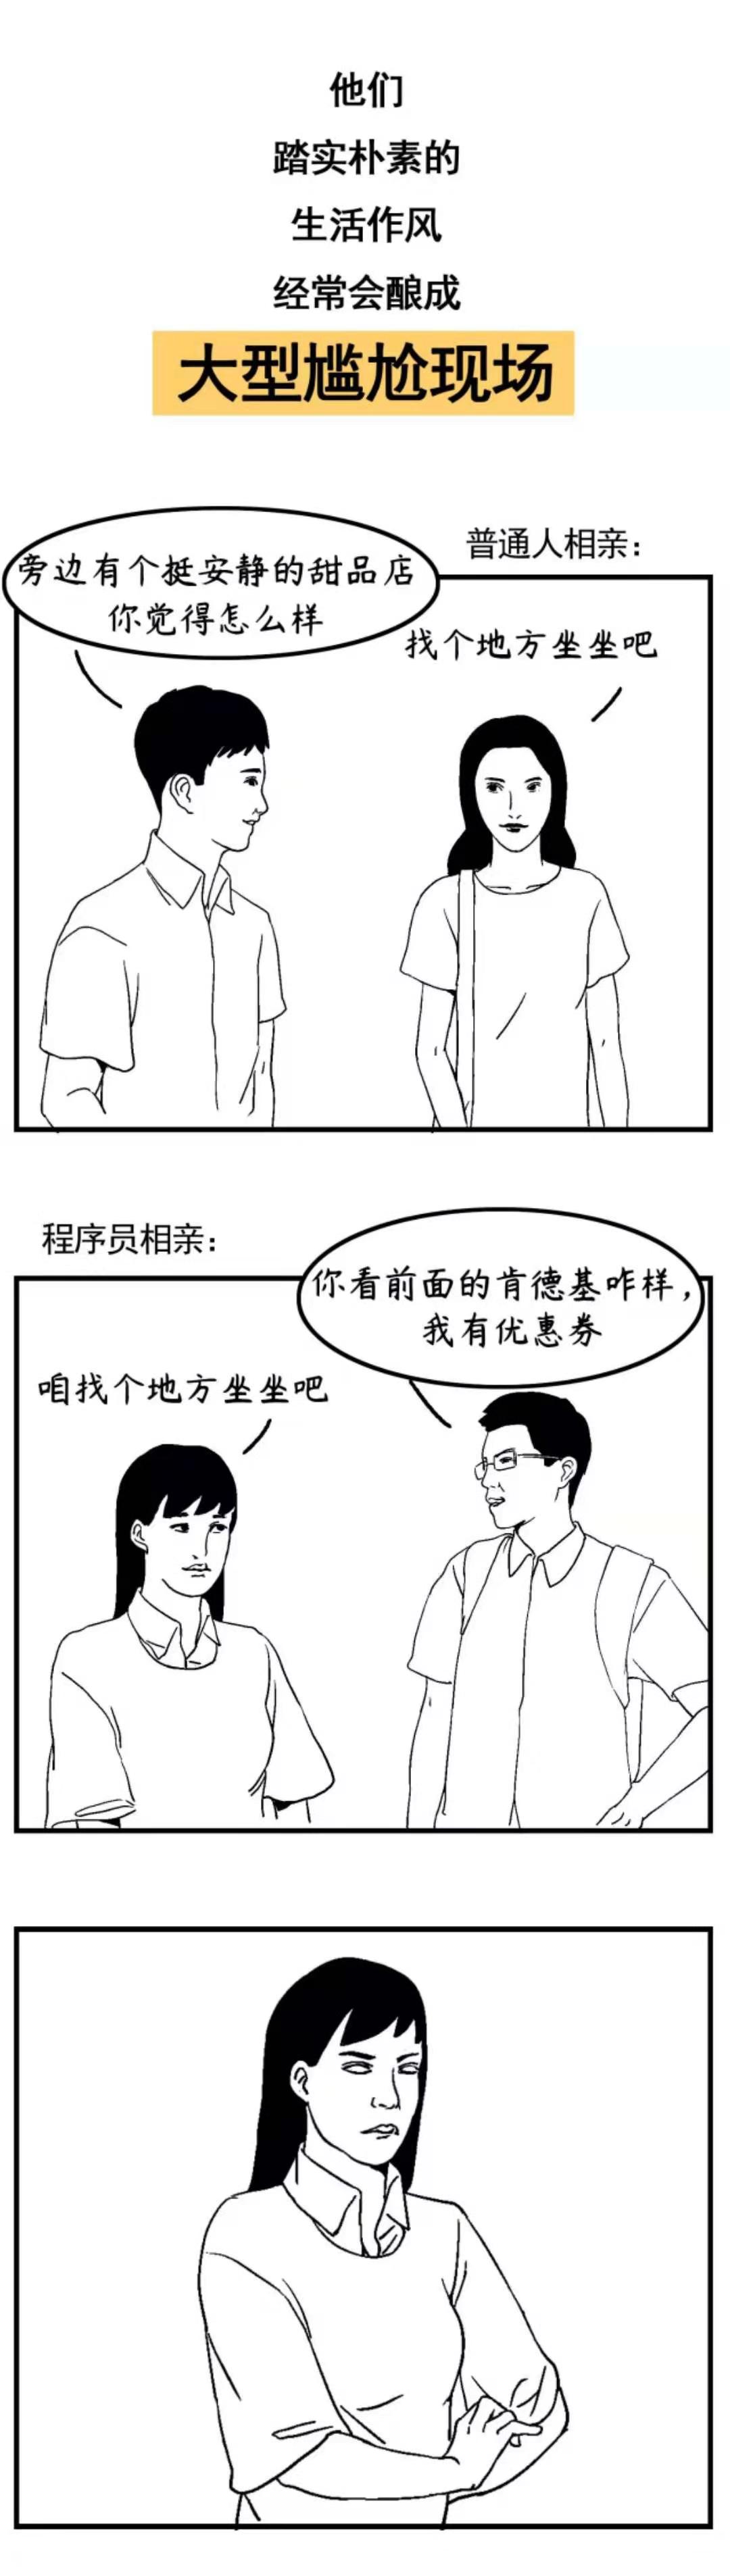 他们
踏实朴素的
生活作风
经常会酿成
大型尴尬现场
普通人相亲：
旁边有个挺安静的甜品店
你觉得怎么样
找个地方坐坐吧
程序员相亲：
你看前面的肯德基咋样，
我有优惠券
咱找个地方坐坐吧